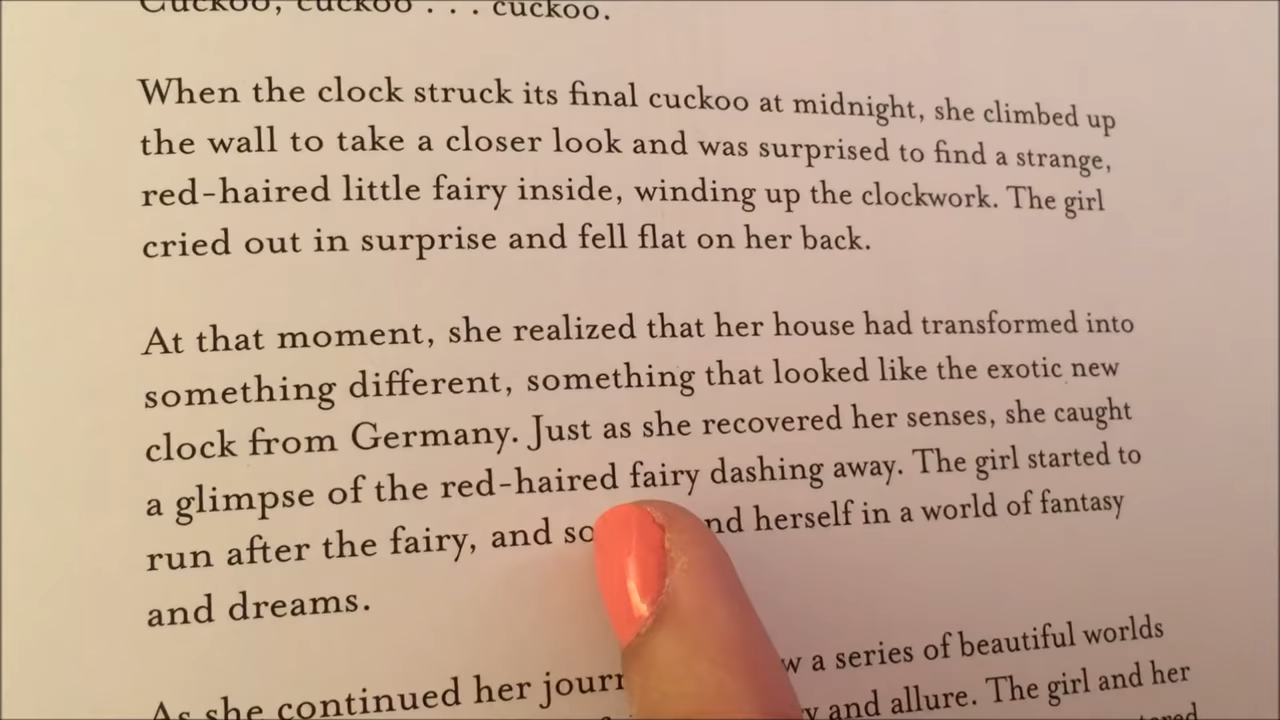 Cuckoo, cuckoo . . . cuckoo.
When the clock struck its final cuckoo at midnight, she climbed up
the wall to take a closer look and was surprised to find a strange,
red-haired little fairy inside, winding up the clockwork. The girl
cried out in surprise and fell flat on her back.
At that moment, she realized that her house had transformed into
something different, something that looked like the exotic new
clock from Germany. Just as she recovered her senses, she caught
a glimpse of the red-haired fairy dashing away. The girl started to
run after the fairy, and herself in a world of fantasy
and dreams.
As she continued her a series of beautiful worlds
and allure. The girl and her